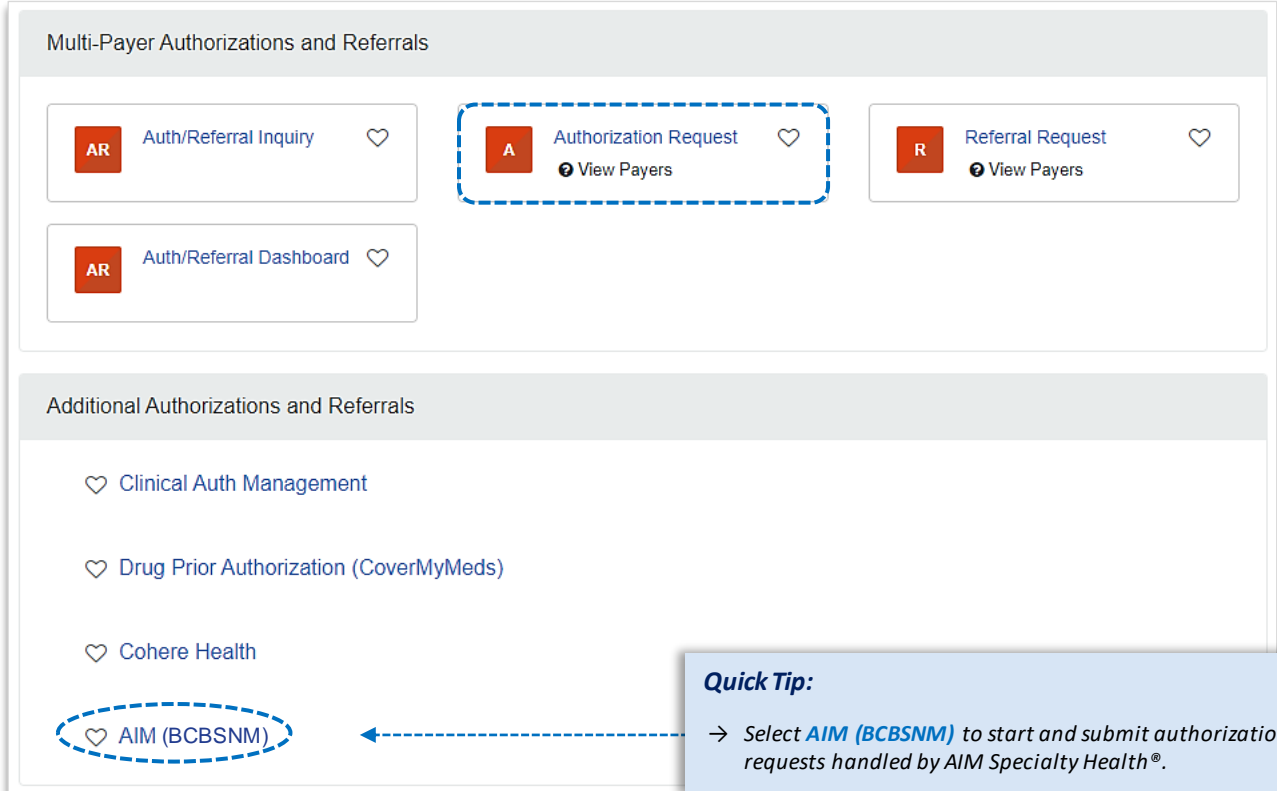 Multi-Payer Authorizations and Referrals
AR Auth/Referral Inquiry
A Authorization Request
View Payers
R Referral Request
View Payers
AR Auth/Referral Dashboard
Additional Authorizations and Referrals
Clinical Auth Management
Drug Prior Authorization (CoverMyMeds)
Cohere Health
AIM (BCBSNM)
Quick Tip:
→ Select AIM (BCBSNM) to start and submit authorizatio
requests handled by AIM Specialty Health®.